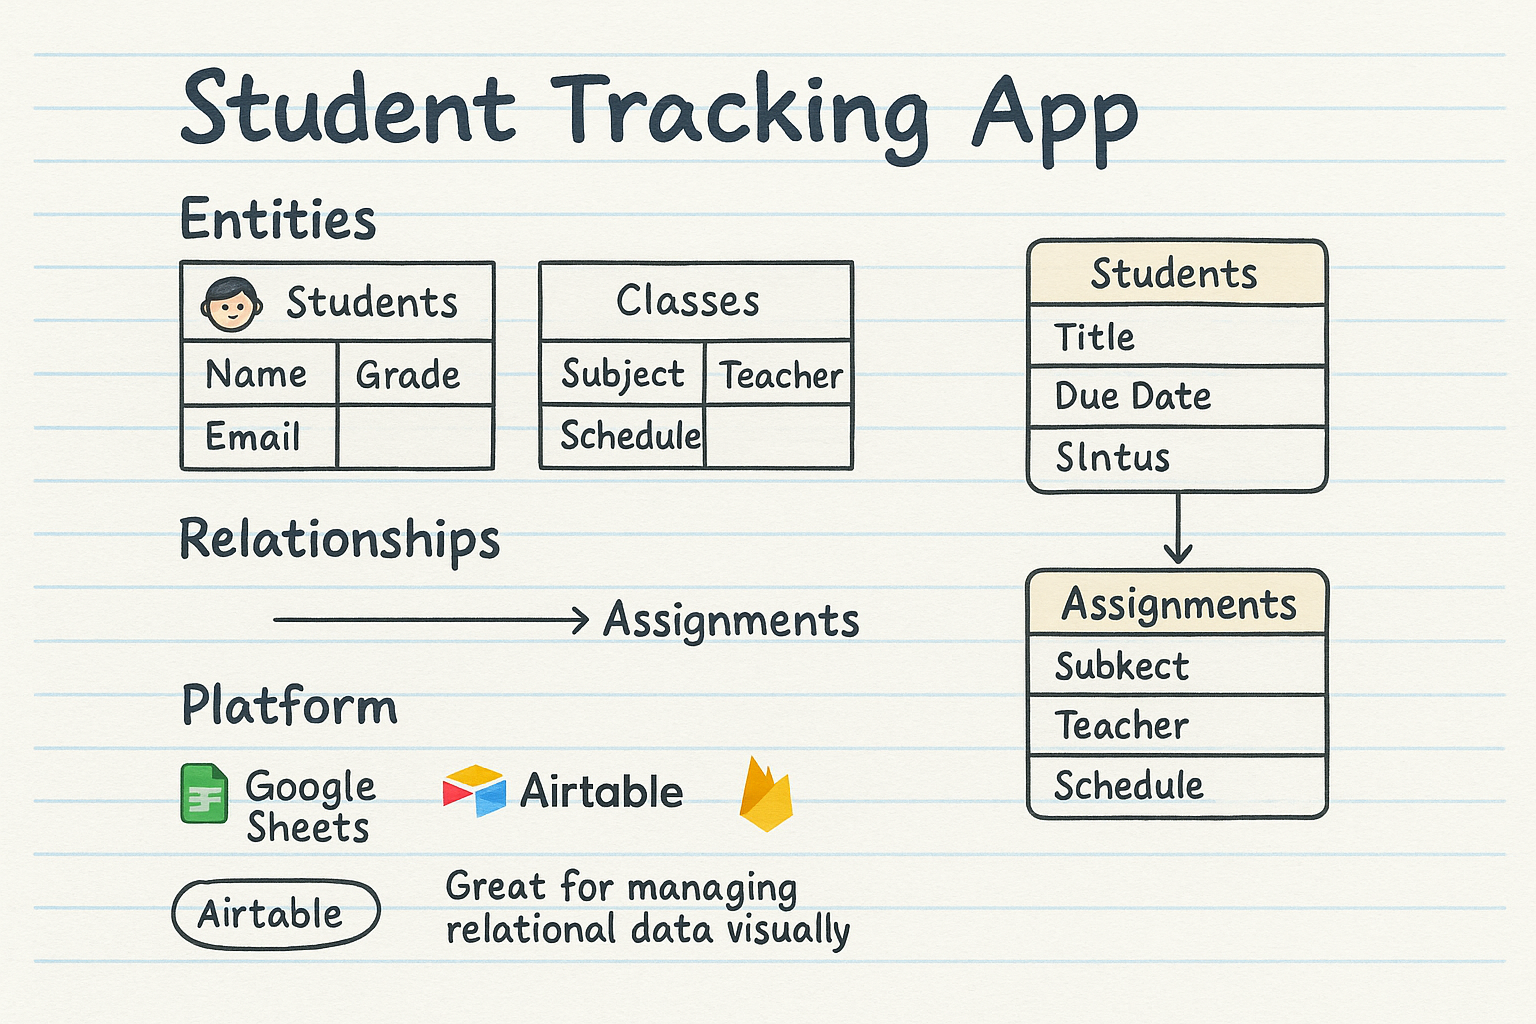 Student Tracking App
Entities
Students
Name Grade
Email
Classes
Subject Teacher
Schedule
Relationships
Assignments
Platform
Google
Sheets
Airtable
Airtable
Great for managing
relational data visually
Students
Title
Due Date
Slntus
Assignments
Subkect
Teacher
Schedule